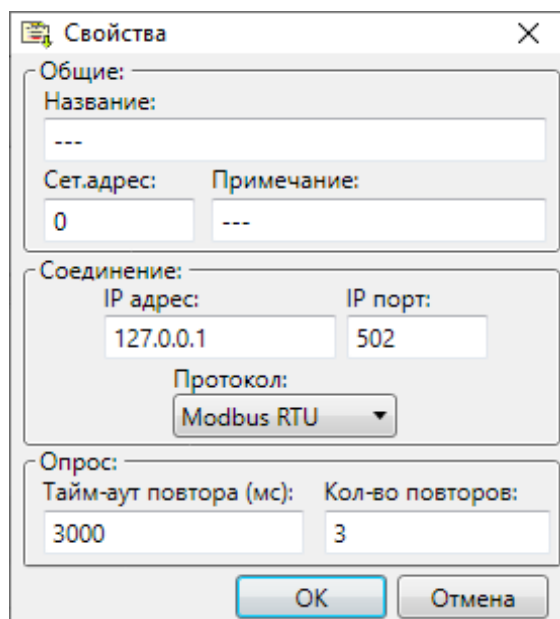 Свойства
Общие:
Название:
---
Сет.адрес: Примечание:
0 ---
Соединение:
IP адрес: IP порт:
127.0.0.1 502
Протокол:
Modbus RTU
Опрос:
Тайм-аут повтора (мс): Кол-во повторов:
3000 3
OK Отмена